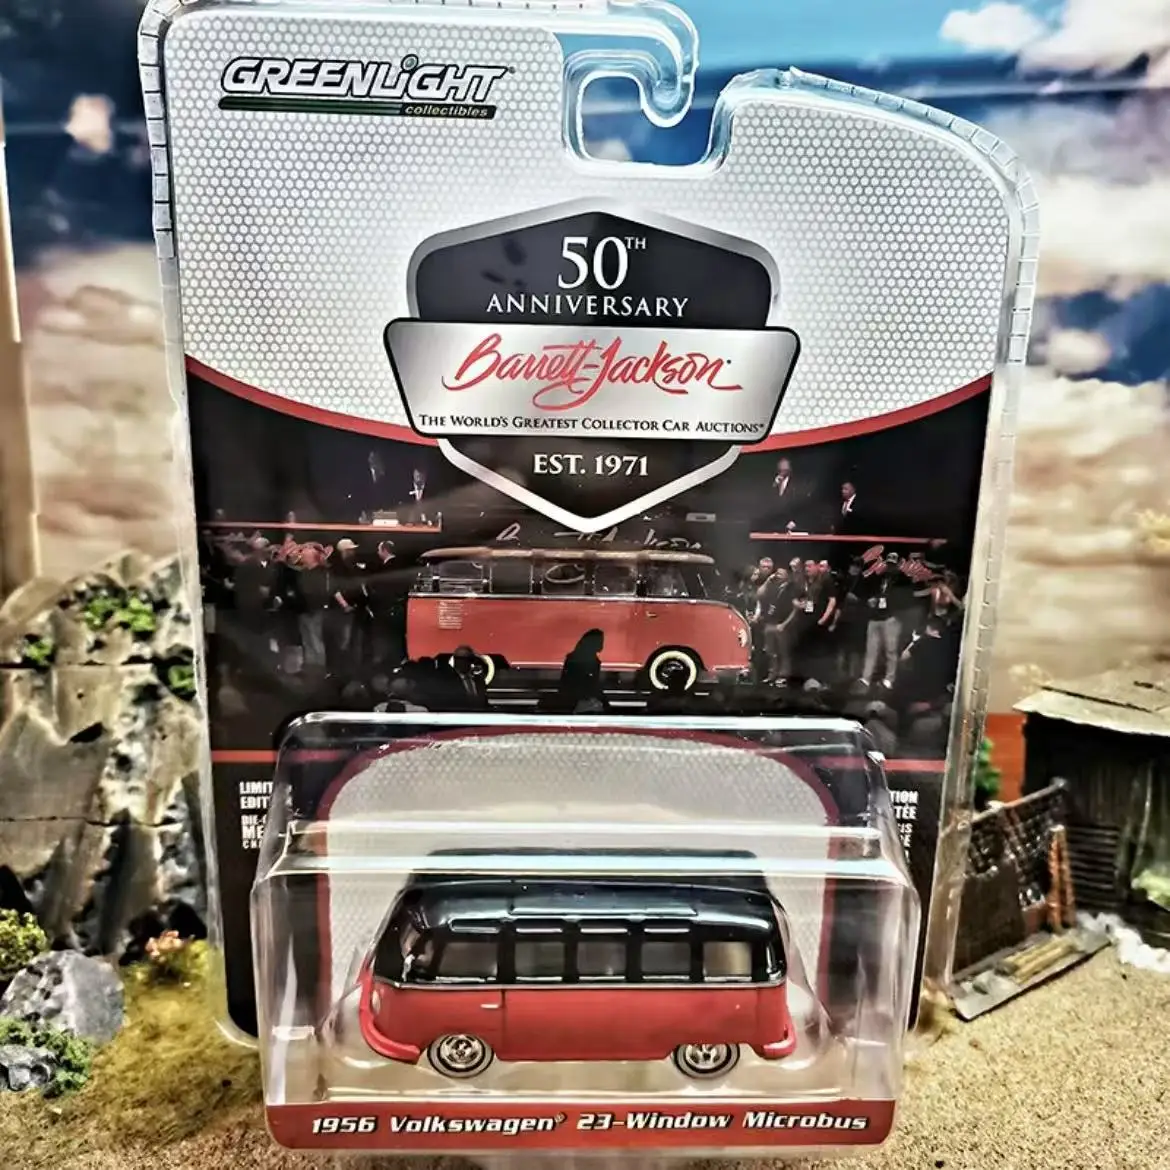 GREENLiGHT®
collectibles
50TH
ANNIVERSARY
Barrett-Jackson®
THE WORLD'S GREATEST COLLECTOR CAR AUCTIONS®
EST. 1971
1956 Volkswagen® 23-Window Microbus